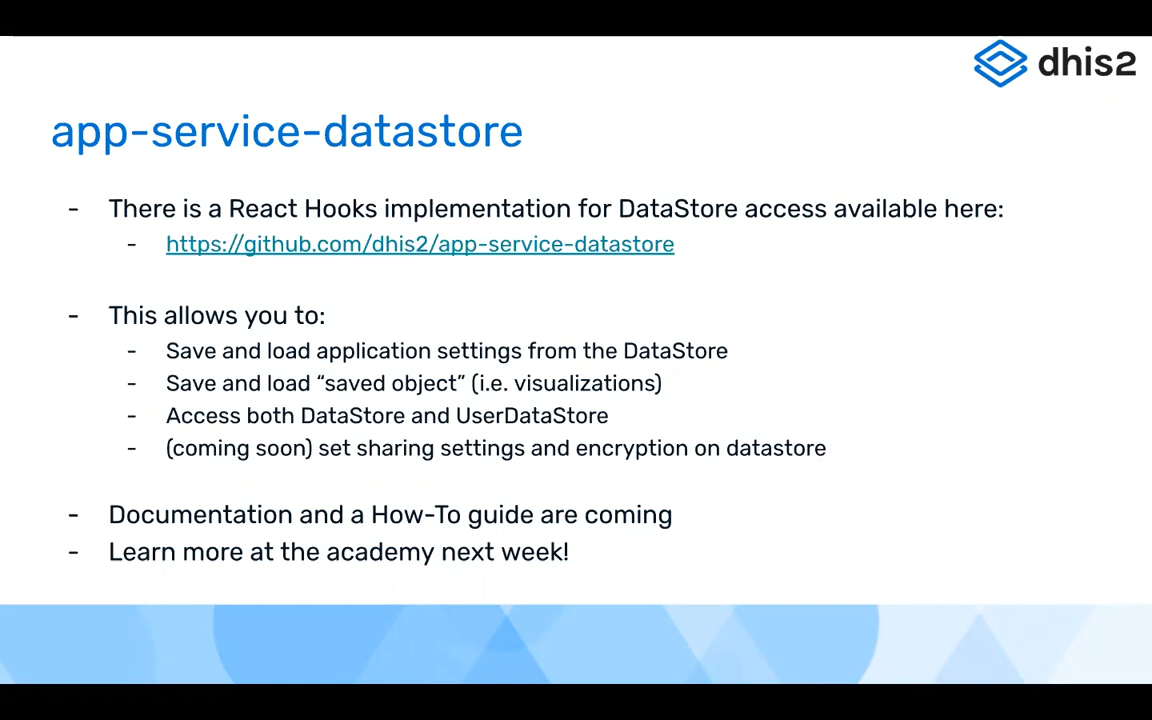 dhis2
app-service-datastore
- There is a React Hooks implementation for DataStore access available here:
- https://github.com/dhis2/app-service-datastore
- This allows you to:
- Save and load application settings from the DataStore
- Save and load “saved object” (i.e. visualizations)
- Access both DataStore and UserDataStore
- (coming soon) set sharing settings and encryption on datastore
- Documentation and a How-To guide are coming
- Learn more at the academy next week!